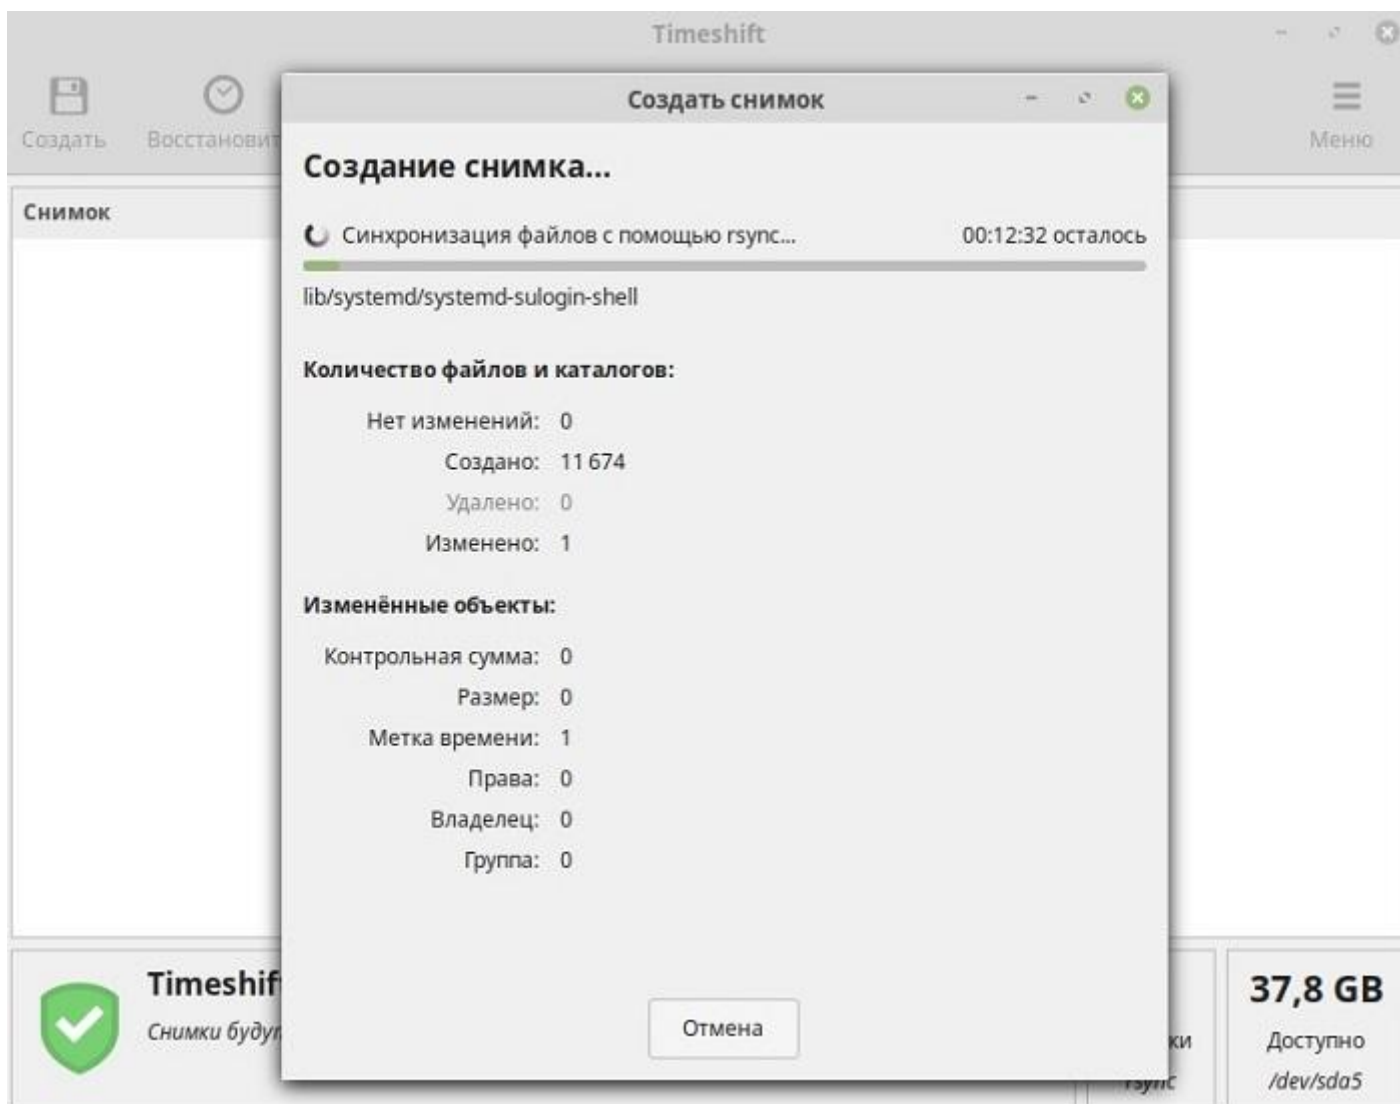 Timeshift
Создать
Меню
Создать снимок
Создание снимка...
Синхронизация файлов с помощью rsync... 00:12:32 осталось
lib/systemd/systemd-sulogin-shell
Количество файлов и каталогов:
Нет изменений: 0
Создано: 11 674
Удалено: 0
Изменено: 1
Изменённые объекты:
Контрольная сумма: 0
Размер: 0
Метка времени: 1
Права: 0
Владелец: 0
Группа: 0
Отмена
Снимок
Снимки
37,8 GB
Доступно
/dev/sda5